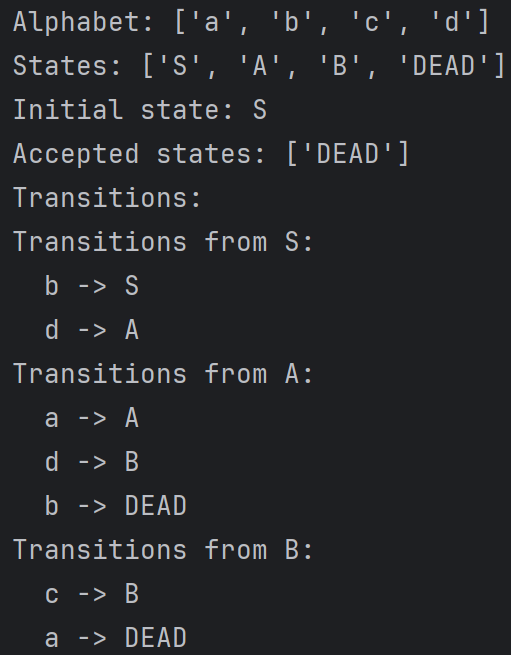 Alphabet: ['a', 'b', 'c', 'd']
States: ['S', 'A', 'B', 'DEAD']
Initial state: S
Accepted states: ['DEAD']
Transitions:
Transitions from S:
  b -> S
  d -> A
Transitions from A:
  a -> A
  d -> B
  b -> DEAD
Transitions from B:
  c -> B
  a -> DEAD